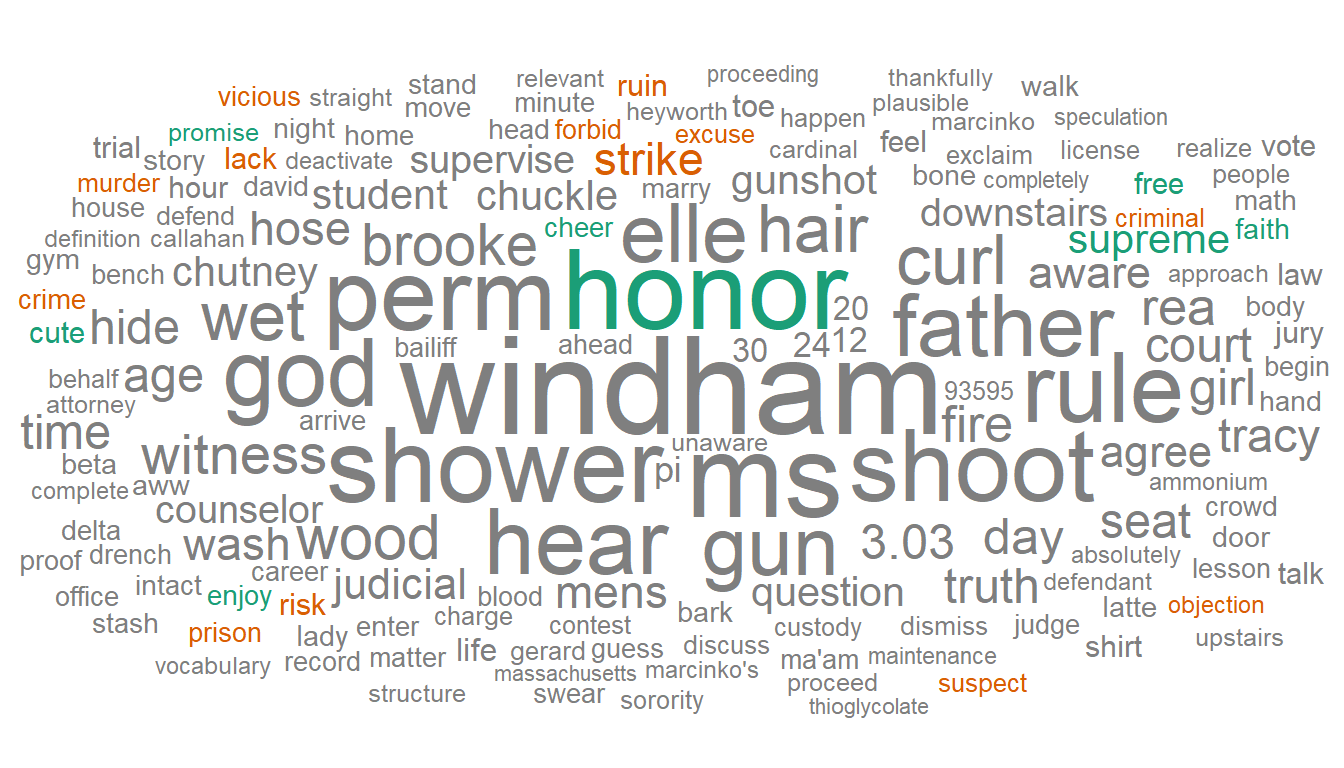 vicious straight stand relevant ruin proceeding thankfully walk
move minute heyworth toe happen plausible marcinko speculation
promise night home head forbid excuse feel
trial story lack deactivate supervise strike cardinal exclaim license realize vote
murder hour david student chuckle marry gunshot bone completely free people
house defend hose brooke cheer elle hair downstairs criminal math
definition callahan supreme faith
gym bench chutney perm honor curl aware approach law
crime wet 20 father rea body
cute hide bailiff ahead 30 24 12 court jury
behalf age god windham 93595 rule girl begin
attorney arrive fire hand
time witness shower unaware ms shoot agree tracy
beta pi
complete aww ammonium
delta counselor seat crowd
proof drench wash wood hear gun 3.03 day absolutely door
office intact career judicial mens question truth defendant lesson talk
stash enjoy risk blood bark latte objection
prison lady enter charge contest custody dismiss judge upstairs
vocabulary record matter life gerard guess discuss ma'am maintenance shirt
structure massachusetts marcinko's proceed suspect
swear sorority thioglycolate